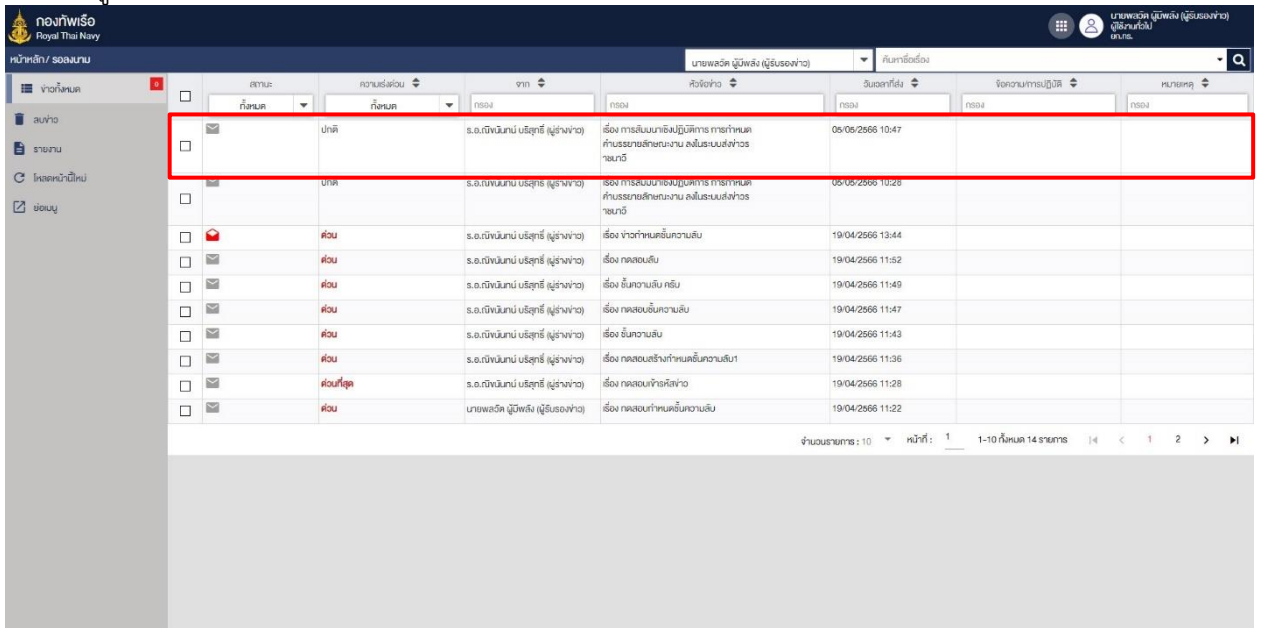 กองทัพเรือ
Royal Thai Navy
นายพลวัต ผู้มีพลัง (ผู้รับรองข่าว)
ผู้ใช้งานทั่วไป
ยก.ทร.
หน้าหลัก/ รอลงนาม
นายพลวัต ผู้มีพลัง (ผู้รับรองข่าว) ค้นหาชื่อเรื่อง
ข่าวทั้งหมด 0
ลบข่าว
รายงาน
โหลดหน้านี้ใหม่
ย่อเมนู
สถานะ ความเร่งด่วน จาก หัวข้อข่าว วันเวลาที่ส่ง ข้อความ/การปฏิบัติ หมายเหตุ
ทั้งหมด ทั้งหมด กรอง กรอง กรอง กรอง กรอง
ปกติ ร.อ.ณัชนันทน์ บริสุทธิ์ (ผู้ร่างข่าว) เรื่อง การสัมมนาเชิงปฏิบัติการ การกำหนด 05/05/2566 10:47
คำบรรยายลักษณะงาน ลงในระบบส่งข่าวร
าชนาวี
ปกติ ร.อ.ณัชนันทน์ บริสุทธิ์ (ผู้ร่างข่าว) เรื่อง การสัมมนาเชิงปฏิบัติการ การกำหนด 05/05/2566 10:28
คำบรรยายลักษณะงาน ลงในระบบส่งข่าวร
าชนาวี
ด่วน ร.อ.ณัชนันทน์ บริสุทธิ์ (ผู้ร่างข่าว) เรื่อง ข่าวกำหนดชั้นความลับ 19/04/2566 13:44
ด่วน ร.อ.ณัชนันทน์ บริสุทธิ์ (ผู้ร่างข่าว) เรื่อง ทดสอบลับ 19/04/2566 11:52
ด่วน ร.อ.ณัชนันทน์ บริสุทธิ์ (ผู้ร่างข่าว) เรื่อง ชั้นความลับ ครับ 19/04/2566 11:49
ด่วน ร.อ.ณัชนันทน์ บริสุทธิ์ (ผู้ร่างข่าว) เรื่อง ทดสอบชั้นความลับ 19/04/2566 11:47
ด่วน ร.อ.ณัชนันทน์ บริสุทธิ์ (ผู้ร่างข่าว) เรื่อง ชั้นความลับ 19/04/2566 11:43
ด่วน ร.อ.ณัชนันทน์ บริสุทธิ์ (ผู้ร่างข่าว) เรื่อง ทดสอบสร้างกำหนดชั้นความลับ1 19/04/2566 11:36
ด่วนที่สุด ร.อ.ณัชนันทน์ บริสุทธิ์ (ผู้ร่างข่าว) เรื่อง ทดสอบเข้ารหัสข่าว 19/04/2566 11:28
ด่วน นายพลวัต ผู้มีพลัง (ผู้รับรองข่าว) เรื่อง ทดสอบกำหนดชั้นความลับ 19/04/2566 11:22
จำนวนรายการ : 10 หน้าที่ : 1 1-10 ทั้งหมด 14 รายการ 1 2